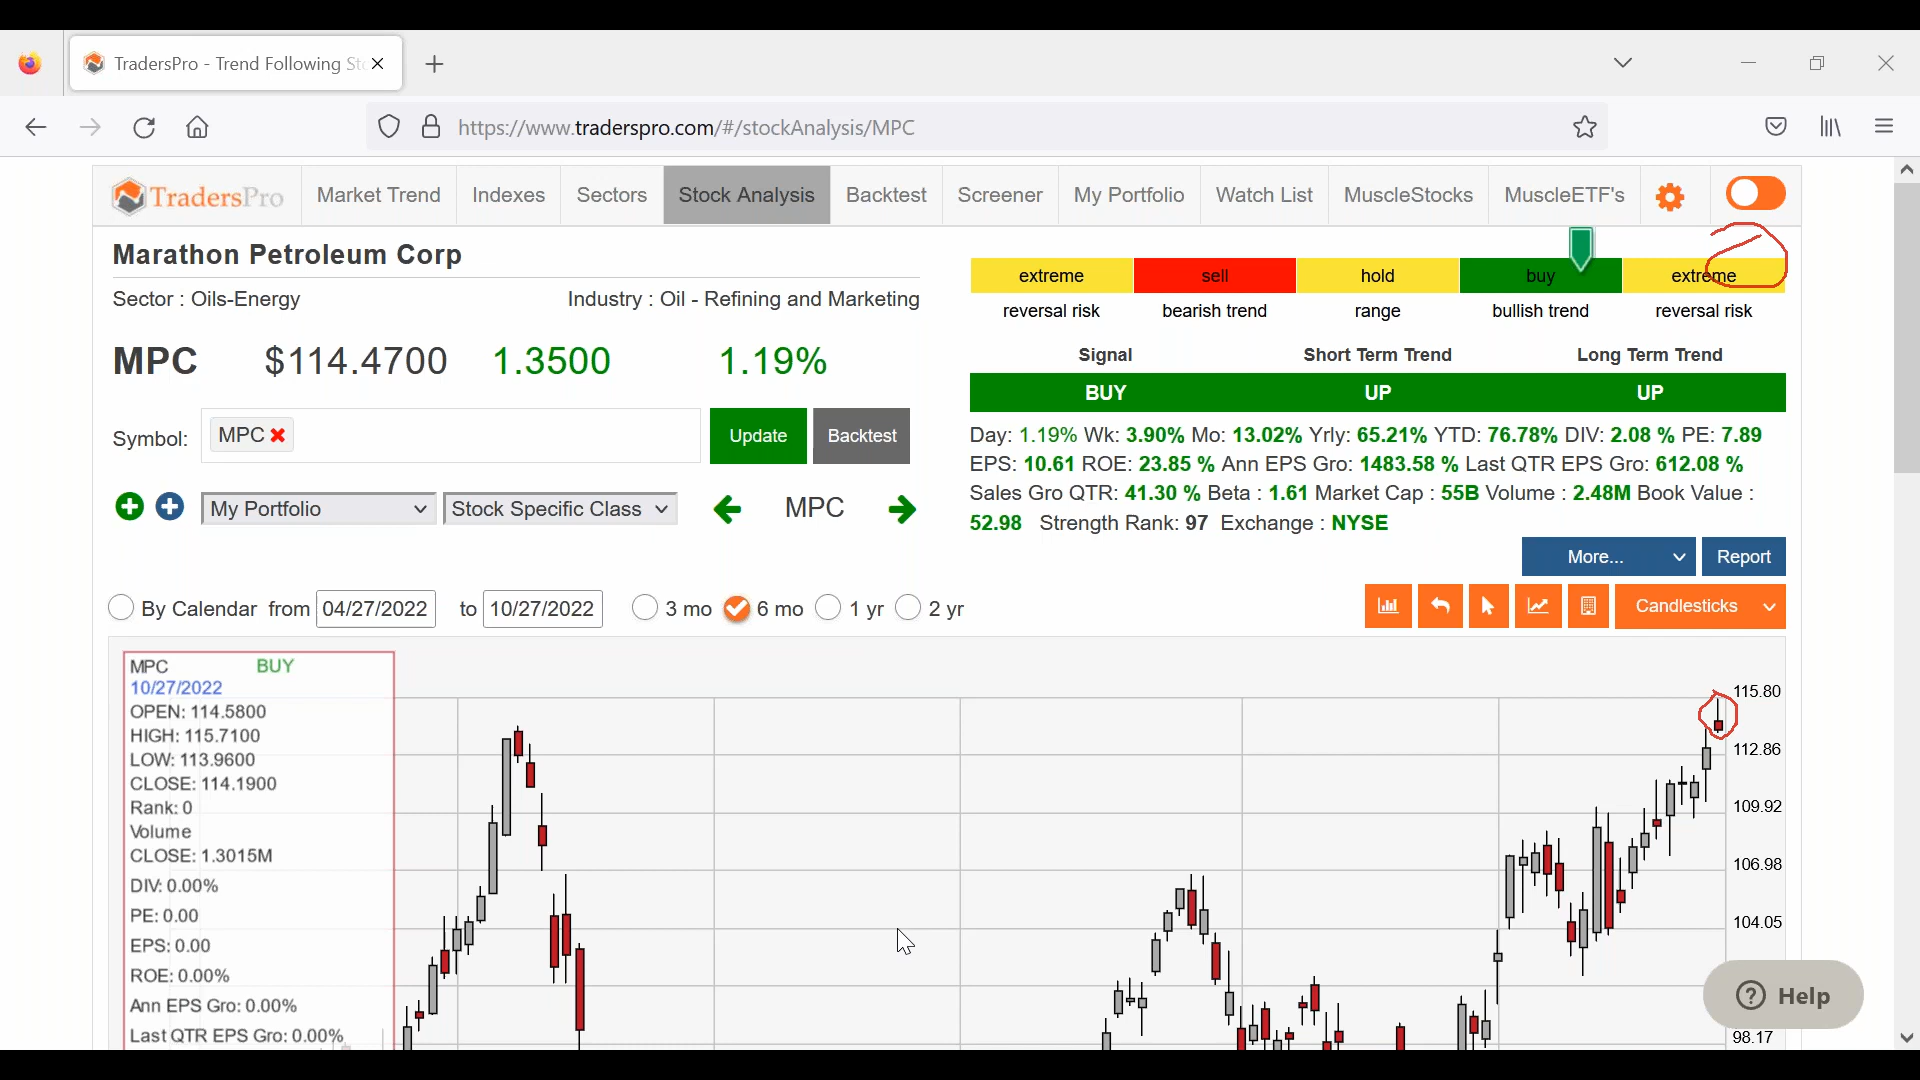 TradersPro - Trend Following St
https://www.traderspro.com/#/stockAnalysis/MPC
TradersPro Market Trend Indexes Sectors Stock Analysis Backtest Screener My Portfolio Watch List MuscleStocks MuscleETF's
Marathon Petroleum Corp
Sector : Oils-Energy Industry : Oil - Refining and Marketing
MPC $114.4700 1.3500 1.19%
Symbol: MPC Update Backtest
My Portfolio Stock Specific Class MPC
extreme sell hold buy extreme
reversal risk bearish trend range bullish trend reversal risk
Signal Short Term Trend Long Term Trend
BUY UP UP
Day: 1.19% Wk: 3.90% Mo: 13.02% Yrly: 65.21% YTD: 76.78% DIV: 2.08 % PE: 7.89
EPS: 10.61 ROE: 23.85 % Ann EPS Gro: 1483.58 % Last QTR EPS Gro: 612.08 %
Sales Gro QTR: 41.30 % Beta : 1.61 Market Cap : 55B Volume : 2.48M Book Value :
52.98 Strength Rank: 97 Exchange : NYSE
More... Report
By Calendar from 04/27/2022 to 10/27/2022 3 mo 6 mo 1 yr 2 yr
Candlesticks
MPC BUY
10/27/2022
OPEN: 114.5800
HIGH: 115.7100
LOW: 113.9600
CLOSE: 114.1900
Rank: 0
Volume
CLOSE: 1.3015M
DIV: 0.00%
PE: 0.00
EPS: 0.00
ROE: 0.00%
Ann EPS Gro: 0.00%
Last QTR EPS Gro: 0.00%
115.80
112.86
109.92
106.98
104.05
98.17
Help